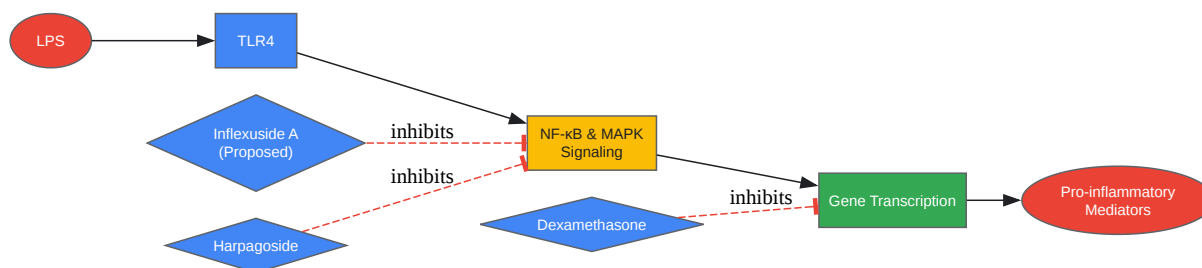 LPS
TLR4
Inflexuside A
(Proposed)
inhibits
NF-κB & MAPK
Signaling
inhibits
Harpagoside
Dexamethasone
inhibits
Gene Transcription
Pro-inflammatory
Mediators